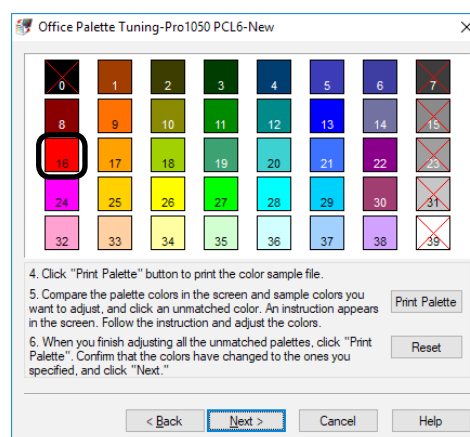 Office Palette Tuning-Pro1050 PCL6-New
0 1 2 3 4 5 6 7
8 9 10 11 12 13 14 15
16 17 18 19 20 21 22 23
24 25 26 27 28 29 30 31
32 33 34 35 36 37 38 39
4. Click "Print Palette" button to print the color sample file.
5. Compare the palette colors in the screen and sample colors you
want to adjust, and click an unmatched color. An instruction appears
in the screen. Follow the instruction and adjust the colors.
Print Palette
6. When you finish adjusting all the unmatched palettes, click "Print
Palette". Confirm that the colors have changed to the ones you
specified, and click "Next."
Reset
< Back Next > Cancel Help